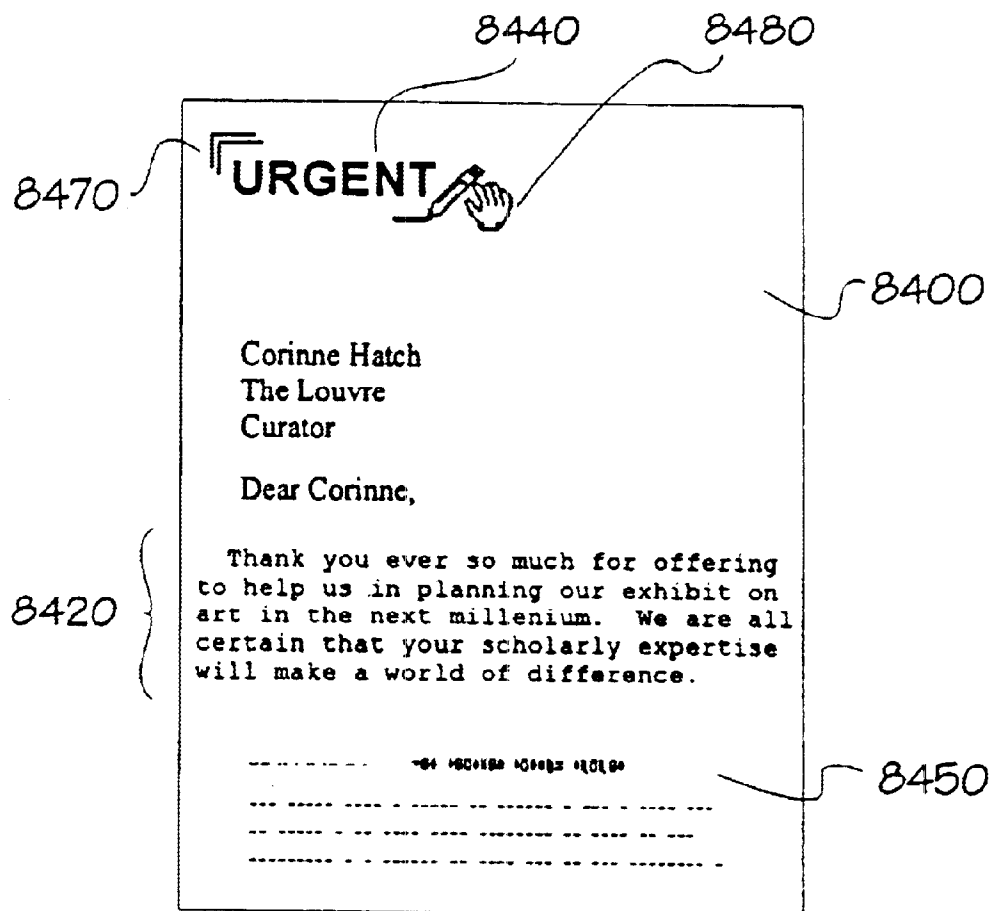 8440 8480
URGENT
8470
8400
Corinne Hatch
The Louvre
Curator
Dear Corinne,
Thank you ever so much for offering
to help us in planning our exhibit on
art in the next millenium. We are all
certain that your scholarly expertise
will make a world of difference.
8420
8450